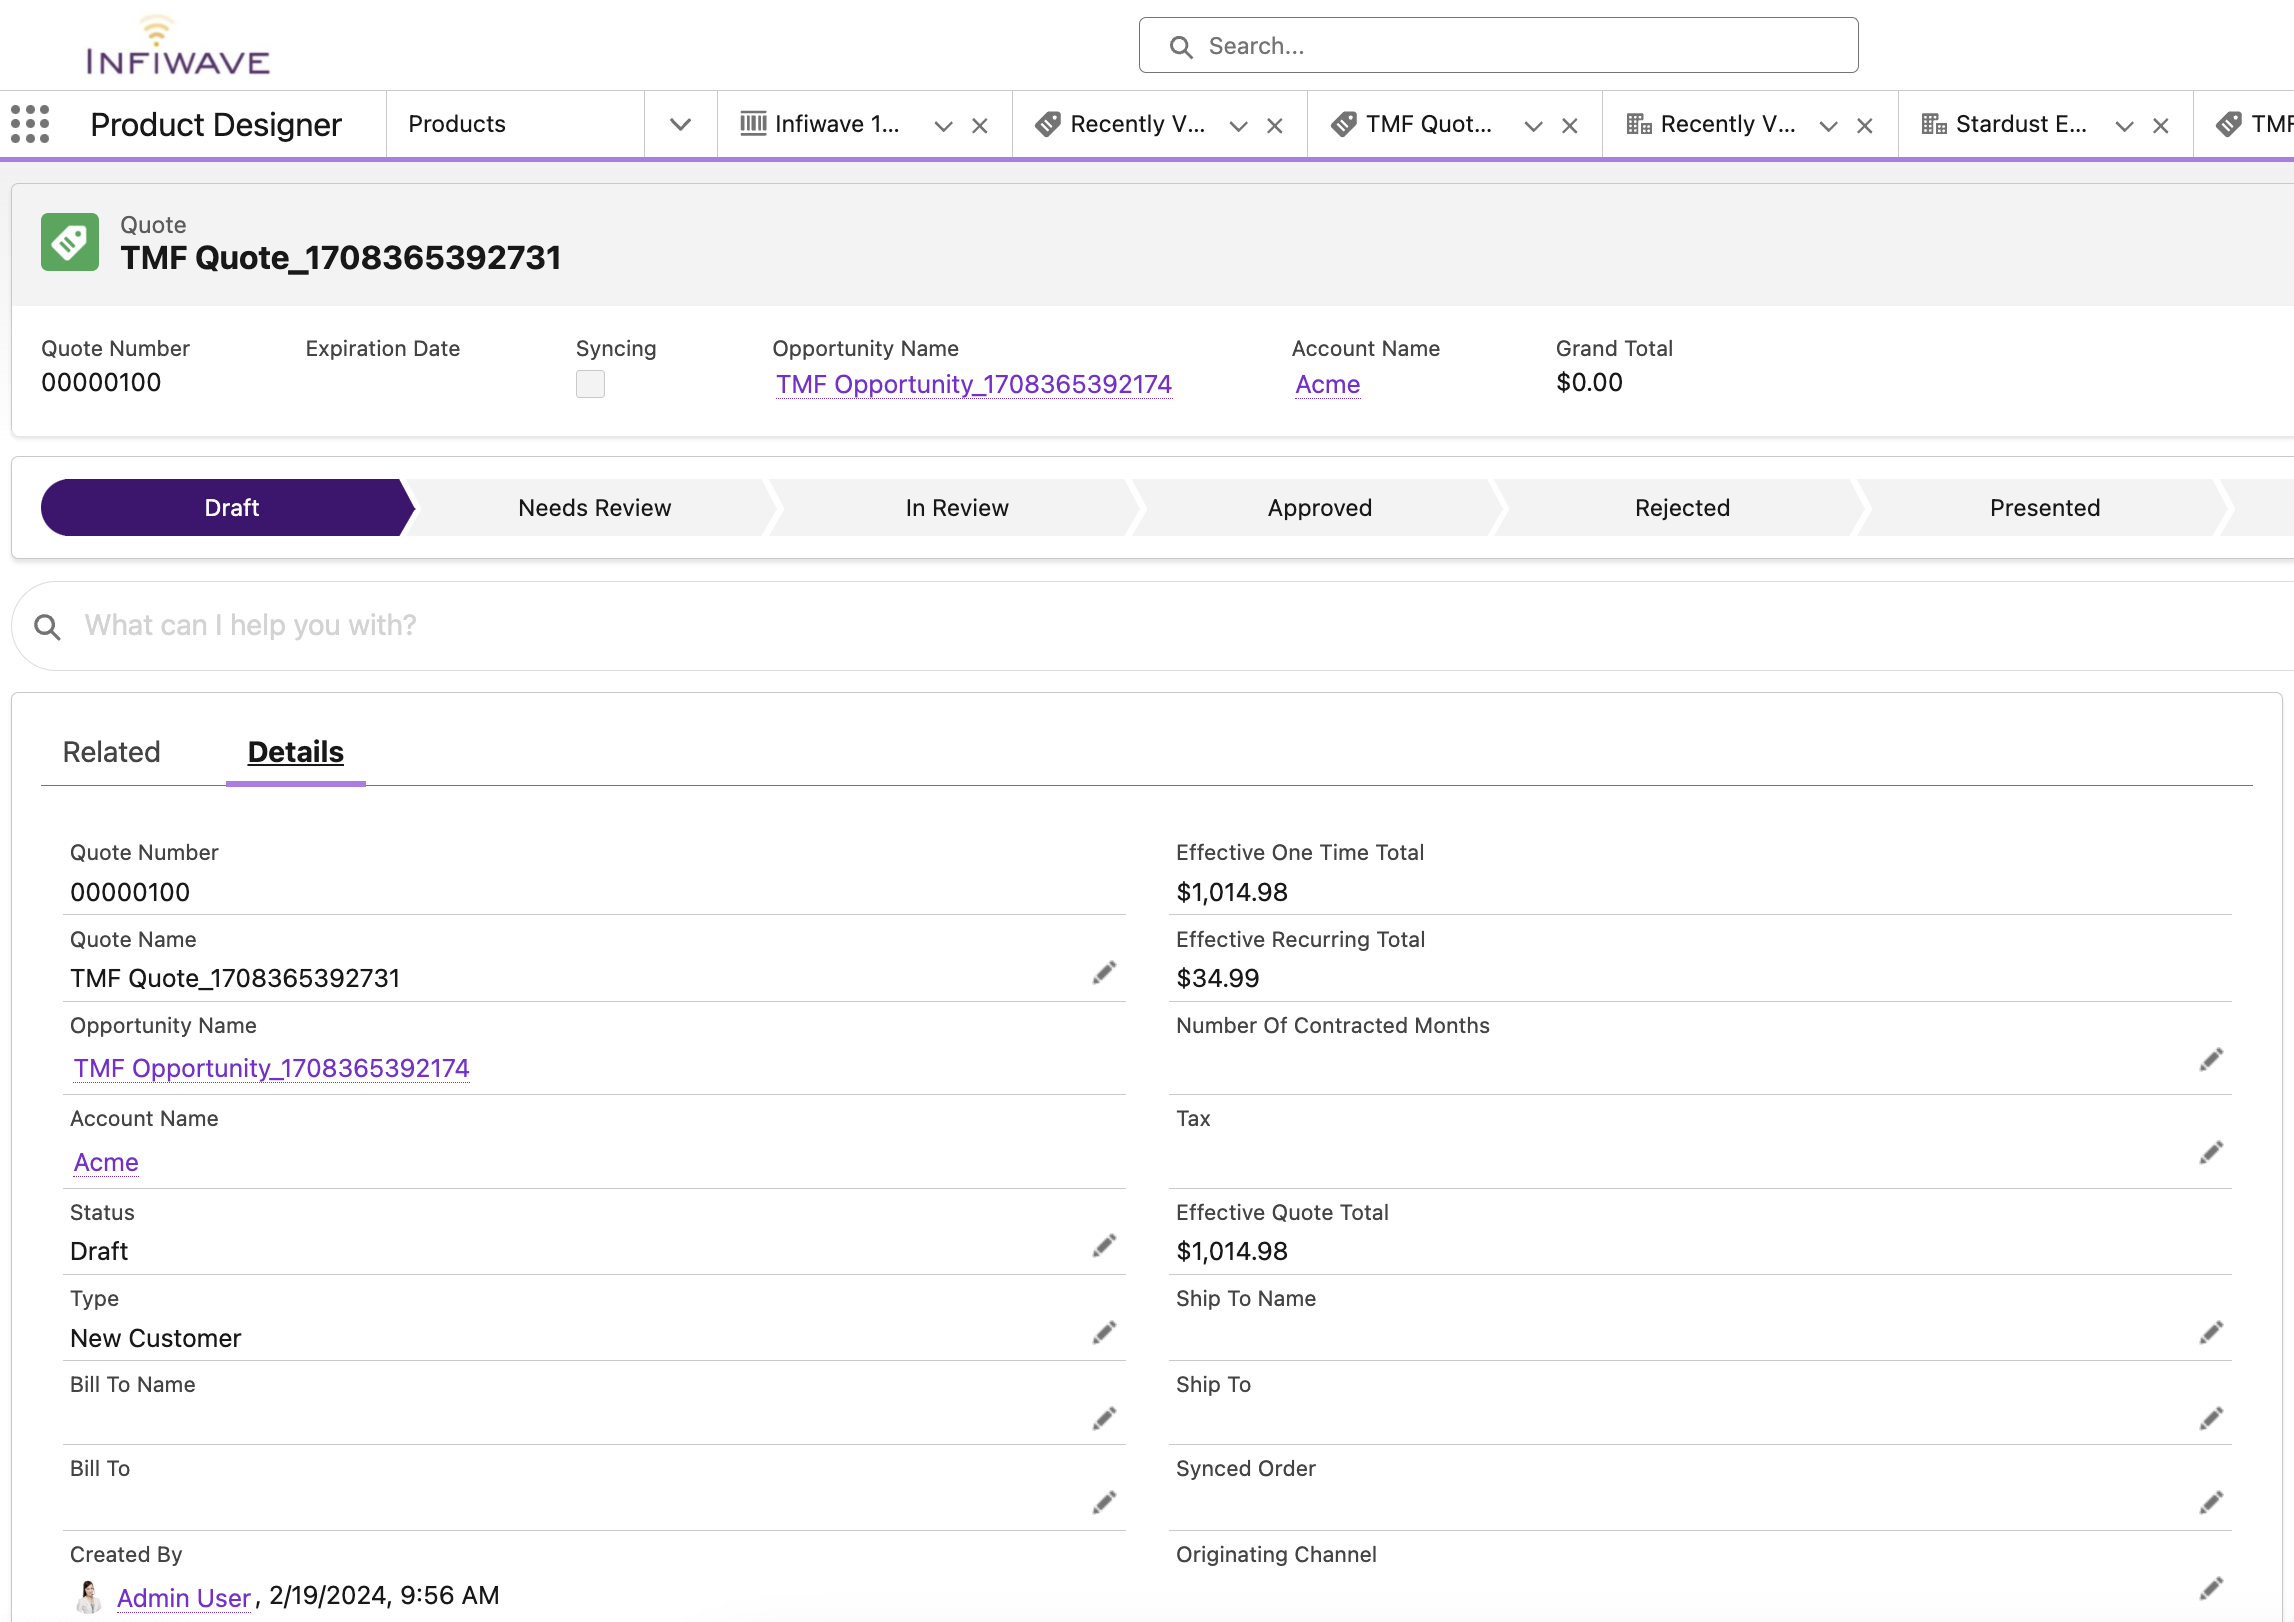 INFIWAVE
Search...
Product Designer
Products
Infiwave 1...
Recently V...
TMF Quot...
Recently V...
Stardust E...
TMF
Quote
TMF Quote_1708365392731
Quote Number
00000100
Expiration Date
Syncing
Opportunity Name
TMF Opportunity_1708365392174
Account Name
Acme
Grand Total
$0.00
Draft
Needs Review
In Review
Approved
Rejected
Presented
What can I help you with?
Related
Details
Quote Number
00000100
Effective One Time Total
$1,014.98
Quote Name
TMF Quote_1708365392731
Effective Recurring Total
$34.99
Opportunity Name
TMF Opportunity_1708365392174
Number Of Contracted Months
Account Name
Acme
Tax
Status
Draft
Effective Quote Total
$1,014.98
Type
New Customer
Ship To Name
Bill To Name
Ship To
Bill To
Synced Order
Created By
Admin User, 2/19/2024, 9:56 AM
Originating Channel